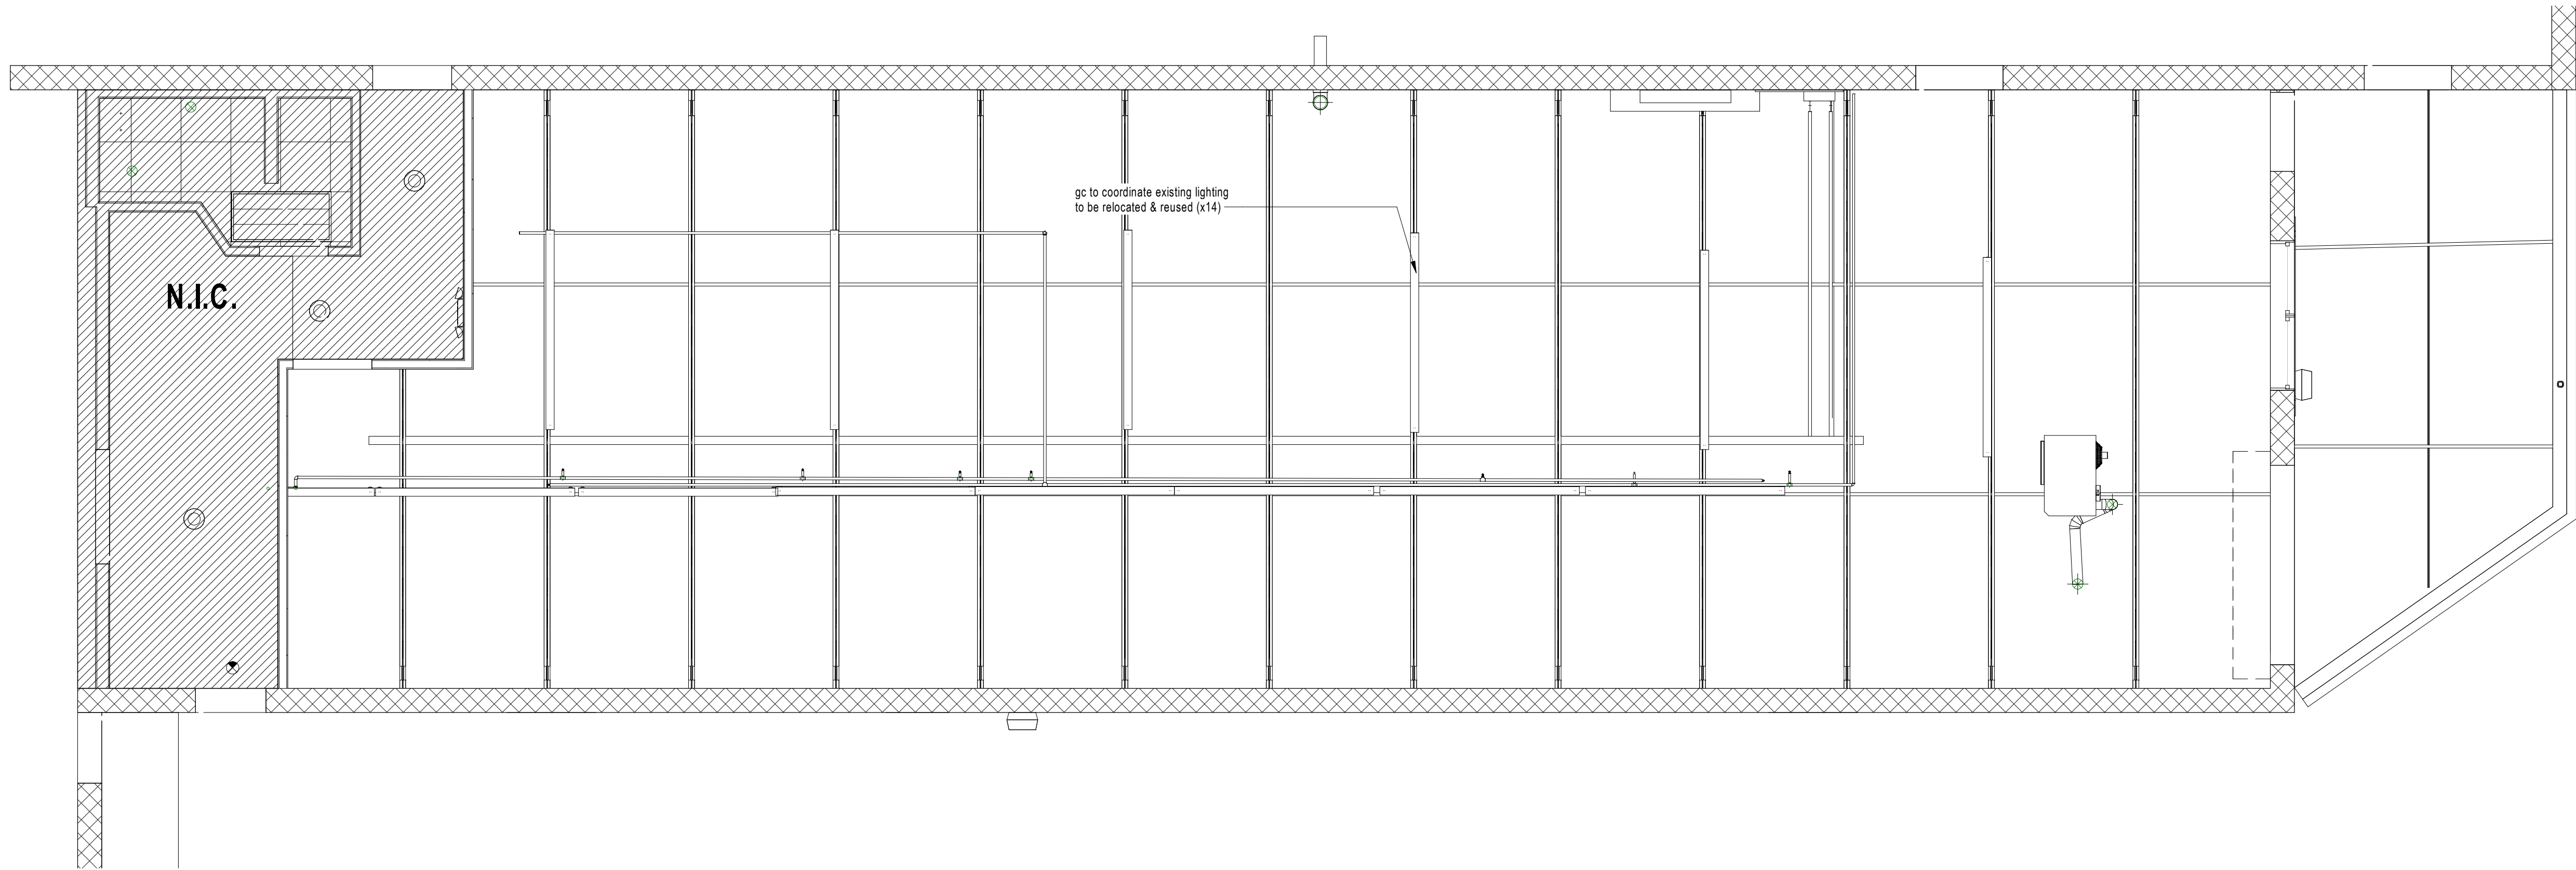 gc to coordinate existing lighting
to be relocated & reused (x14)
N.I.C.